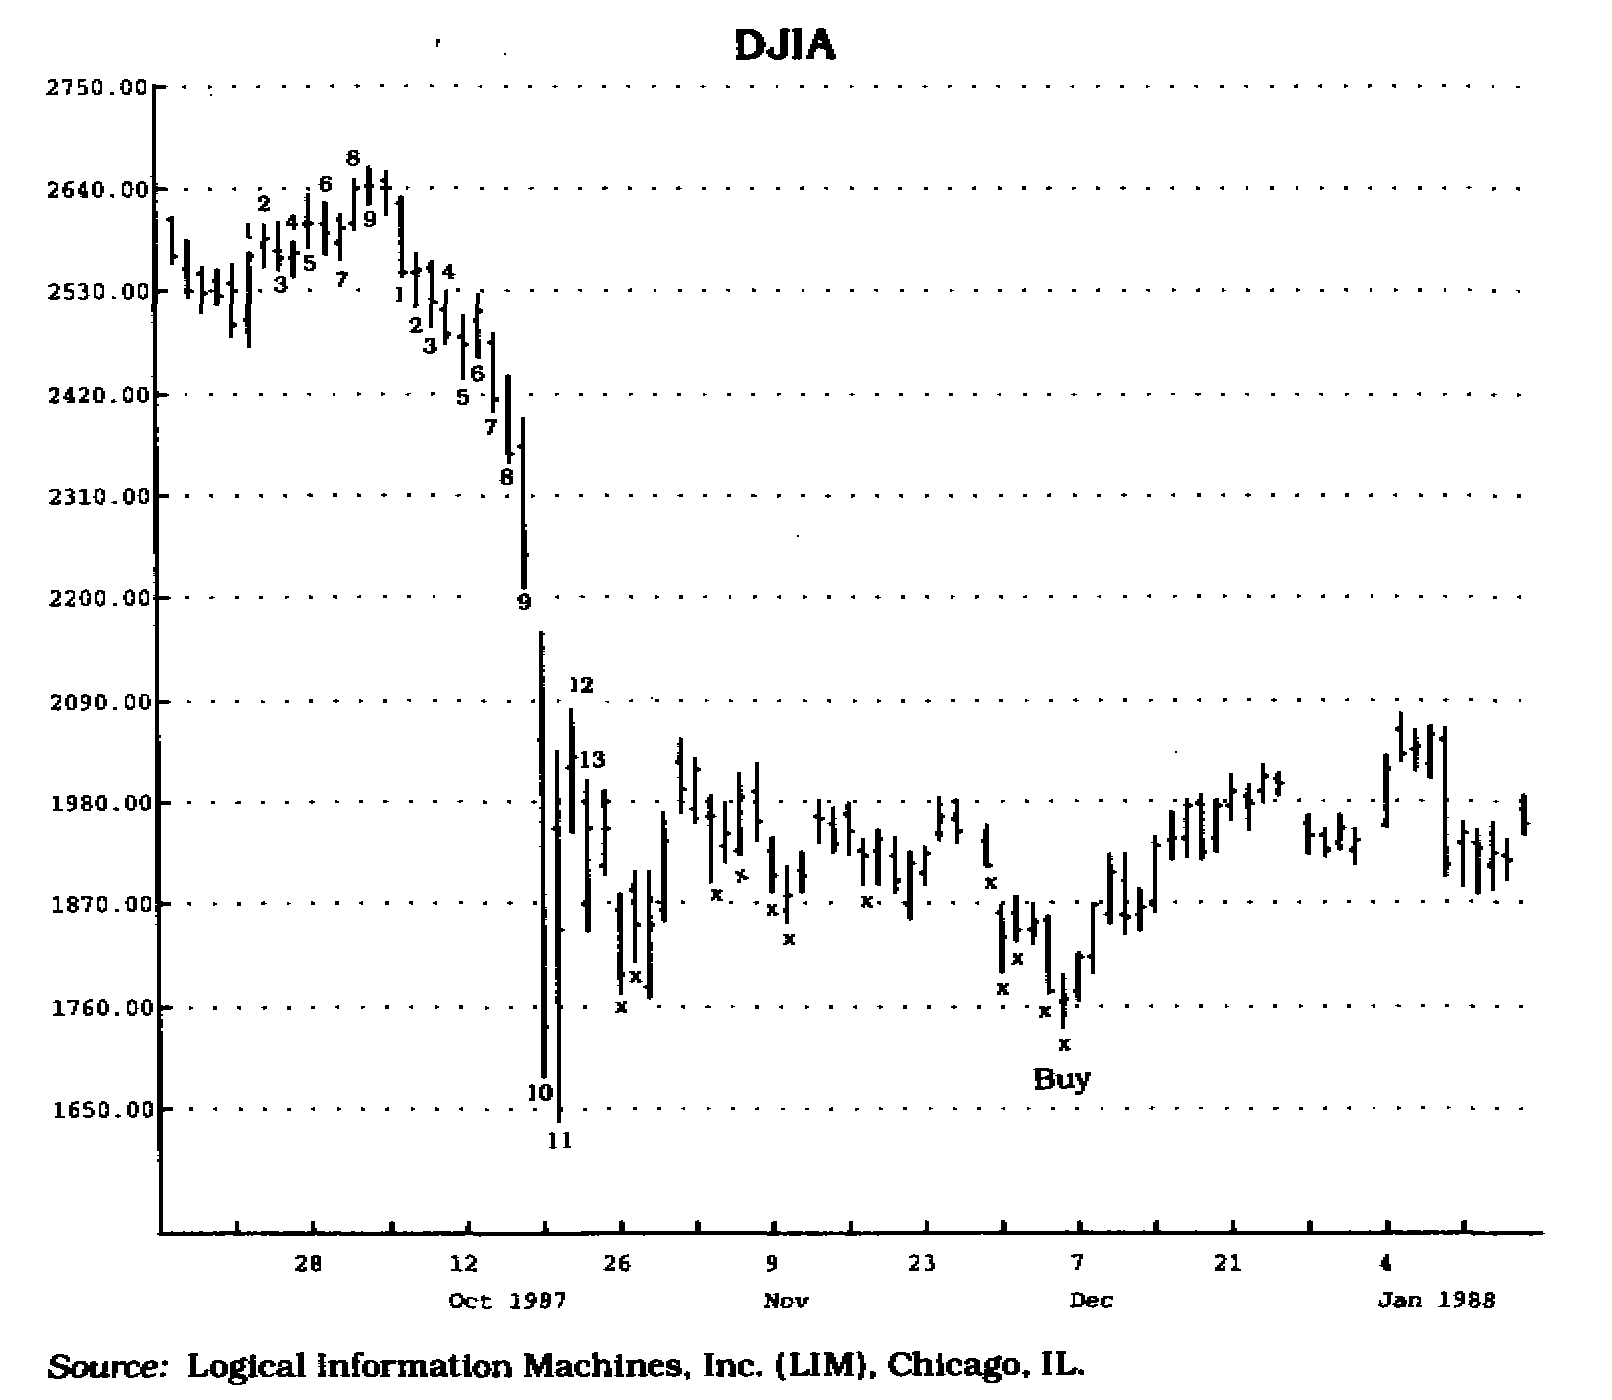 DJIA
2750.00
8
2640.00
6
2
1
4
9
5
3
7
4
2530.00
1
2
3
6
2420.00
5
7
8
2310.00
2200.00
9
12
2090.00
13
1980.00
x
x
x
1870.00
x
x
x
x
x
x
x
1760.00
x
x
x
Buy
10
1650.00
11
28
12
26
9
23
7
21
4
Oct 1987
Nov
Dec
Jan 1988
Source: Logical Information Machines, Inc. (LIM), Chicago, IL.